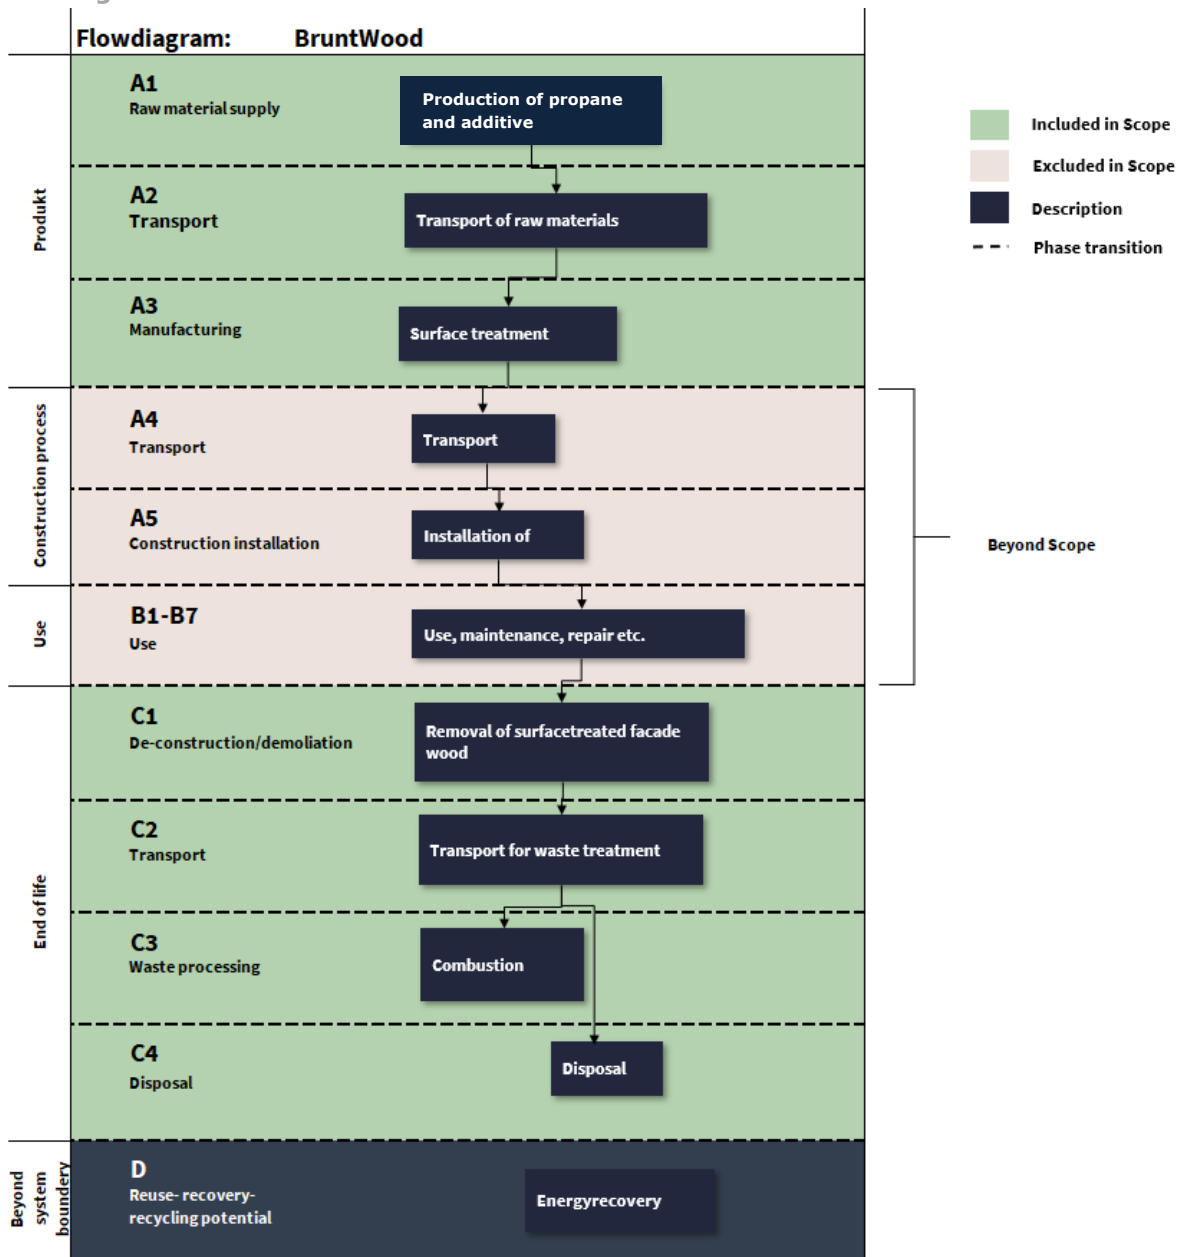 Flowdiagram: BruntWood
A1
Raw material supply
Production of propane
and additive
A2
Transport
Transport of raw materials
A3
Manufacturing
Surface treatment
Produkt
A4
Transport
Transport
A5
Construction installation
Installation of
Construction process
B1-B7
Use
Use, maintenance, repair etc.
Use
C1
De-construction/demoliation
Removal of surfacetreated facade
wood
C2
Transport
Transport for waste treatment
C3
Waste processing
Combustion
C4
Disposal
Disposal
End of life
D
Reuse- recovery-
recycling potential
Energyrecovery
Beyond
system
boundery
Included in Scope
Excluded in Scope
Description
Phase transition
Beyond Scope